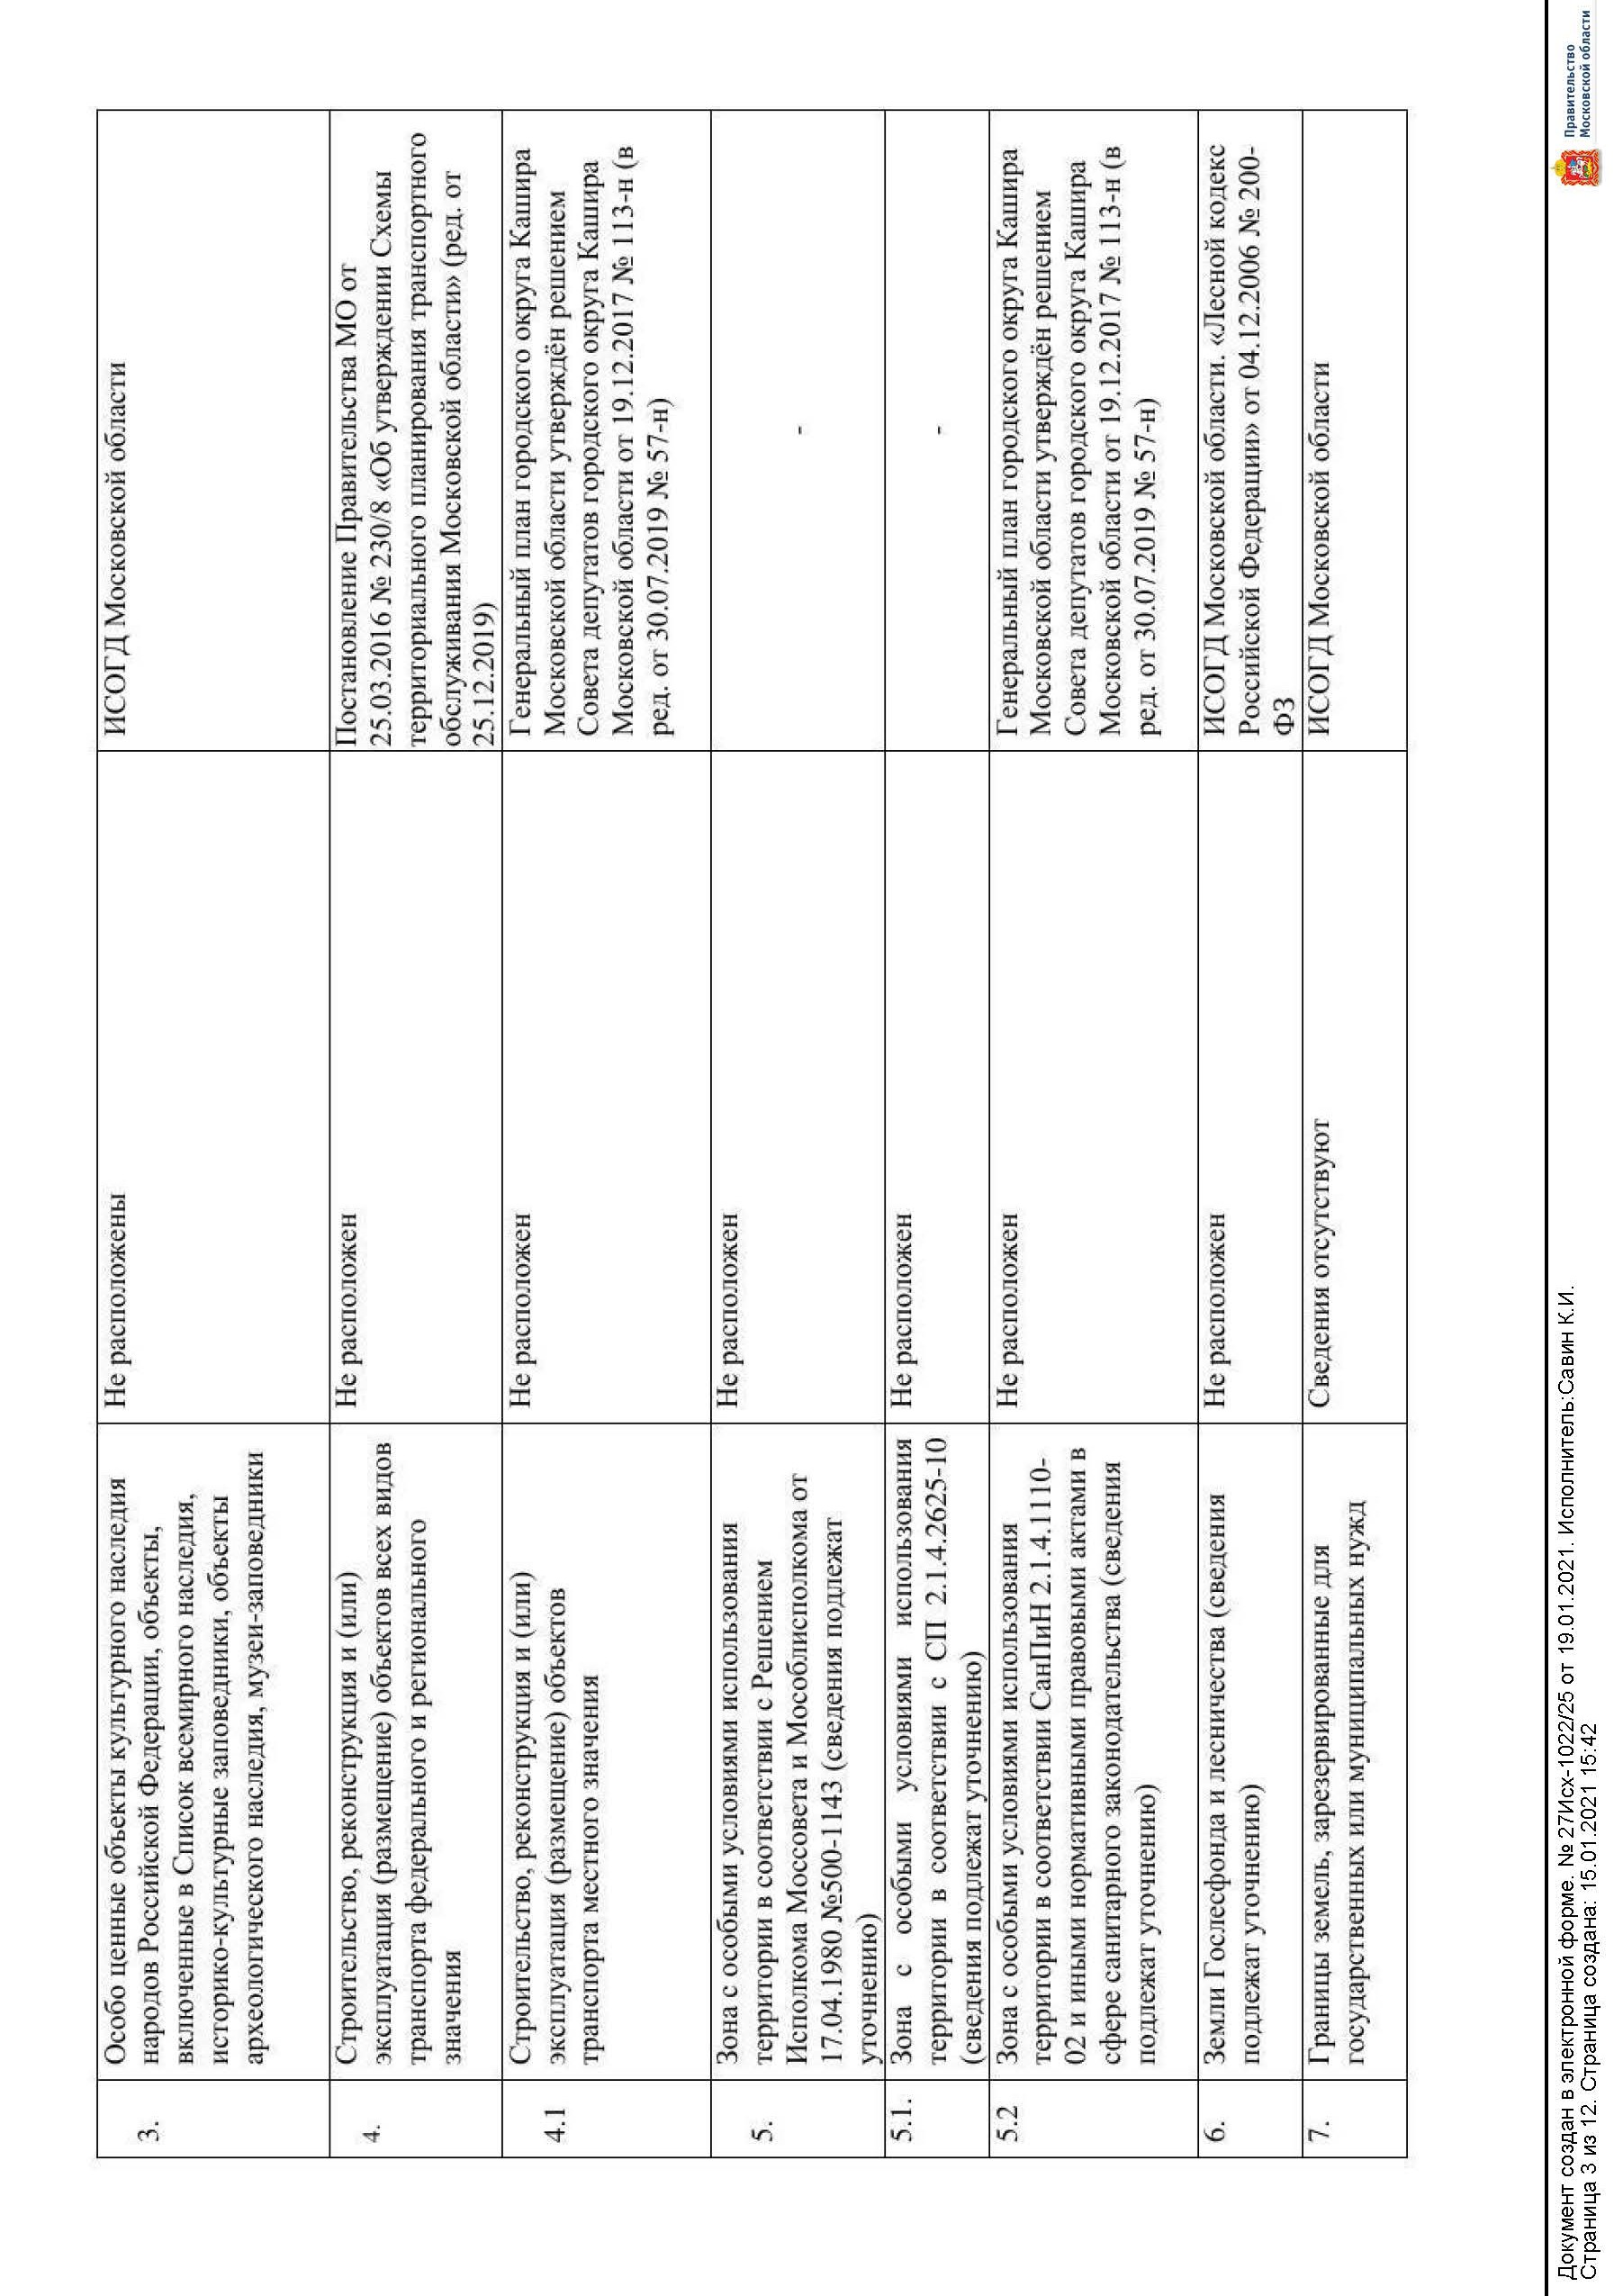 3.
Особо ценные объекты культурного наследия
народов Российской Федерации, объекты,
включенные в Список всемирного наследия,
историко-культурные заповедники, объекты
археологического наследия, музеи-заповедники
Не расположены
ИСОГД Московской области
4.
Строительство, реконструкция и (или)
эксплуатация (размещение) объектов всех видов
транспорта федерального и регионального
значения
Не расположен
Постановление Правительства МО от
25.03.2016 № 230/8 «Об утверждении Схемы
территориального планирования транспортного
обслуживания Московской области» (ред. от
25.12.2019)
4.1
Строительство, реконструкция и (или)
эксплуатация (размещение) объектов
транспорта местного значения
Не расположен
Генеральный план городского округа Кашира
Московской области утверждён решением
Совета депутатов городского округа Кашира
Московской области от 19.12.2017 № 113-н (в
ред. от 30.07.2019 № 57-н)
5.
Зона с особыми условиями использования
территории в соответствии с Решением
Исполкома Моссовета и Мособлисполкома от
17.04.1980 №500-1143 (сведения подлежат
уточнению)
Не расположен
-
5.1.
Зона с особыми условиями использования
территории в соответствии с СП 2.1.4.2625-10
(сведения подлежат уточнению)
Не расположен
-
5.2
Зона с особыми условиями использования
территории в соответствии СанПиН 2.1.4.1110-
02 и иными нормативными правовыми актами в
сфере санитарного законодательства (сведения
подлежат уточнению)
Не расположен
Генеральный план городского округа Кашира
Московской области утверждён решением
Совета депутатов городского округа Кашира
Московской области от 19.12.2017 № 113-н (в
ред. от 30.07.2019 № 57-н)
6.
Земли Гослесфонда и лесничества (сведения
подлежат уточнению)
Не расположен
ИСОГД Московской области. «Лесной кодекс
Российской Федерации» от 04.12.2006 № 200-
ФЗ
7.
Границы земель, зарезервированные для
государственных или муниципальных нужд
Сведения отсутствуют
ИСОГД Московской области
Документ создан в электронной форме. № 27Исх-1022/25 от 19.01.2021. Исполнитель:Савин К.И.
Страница 3 из 12. Страница создана: 15.01.2021 15:42
Правительство
Московской области